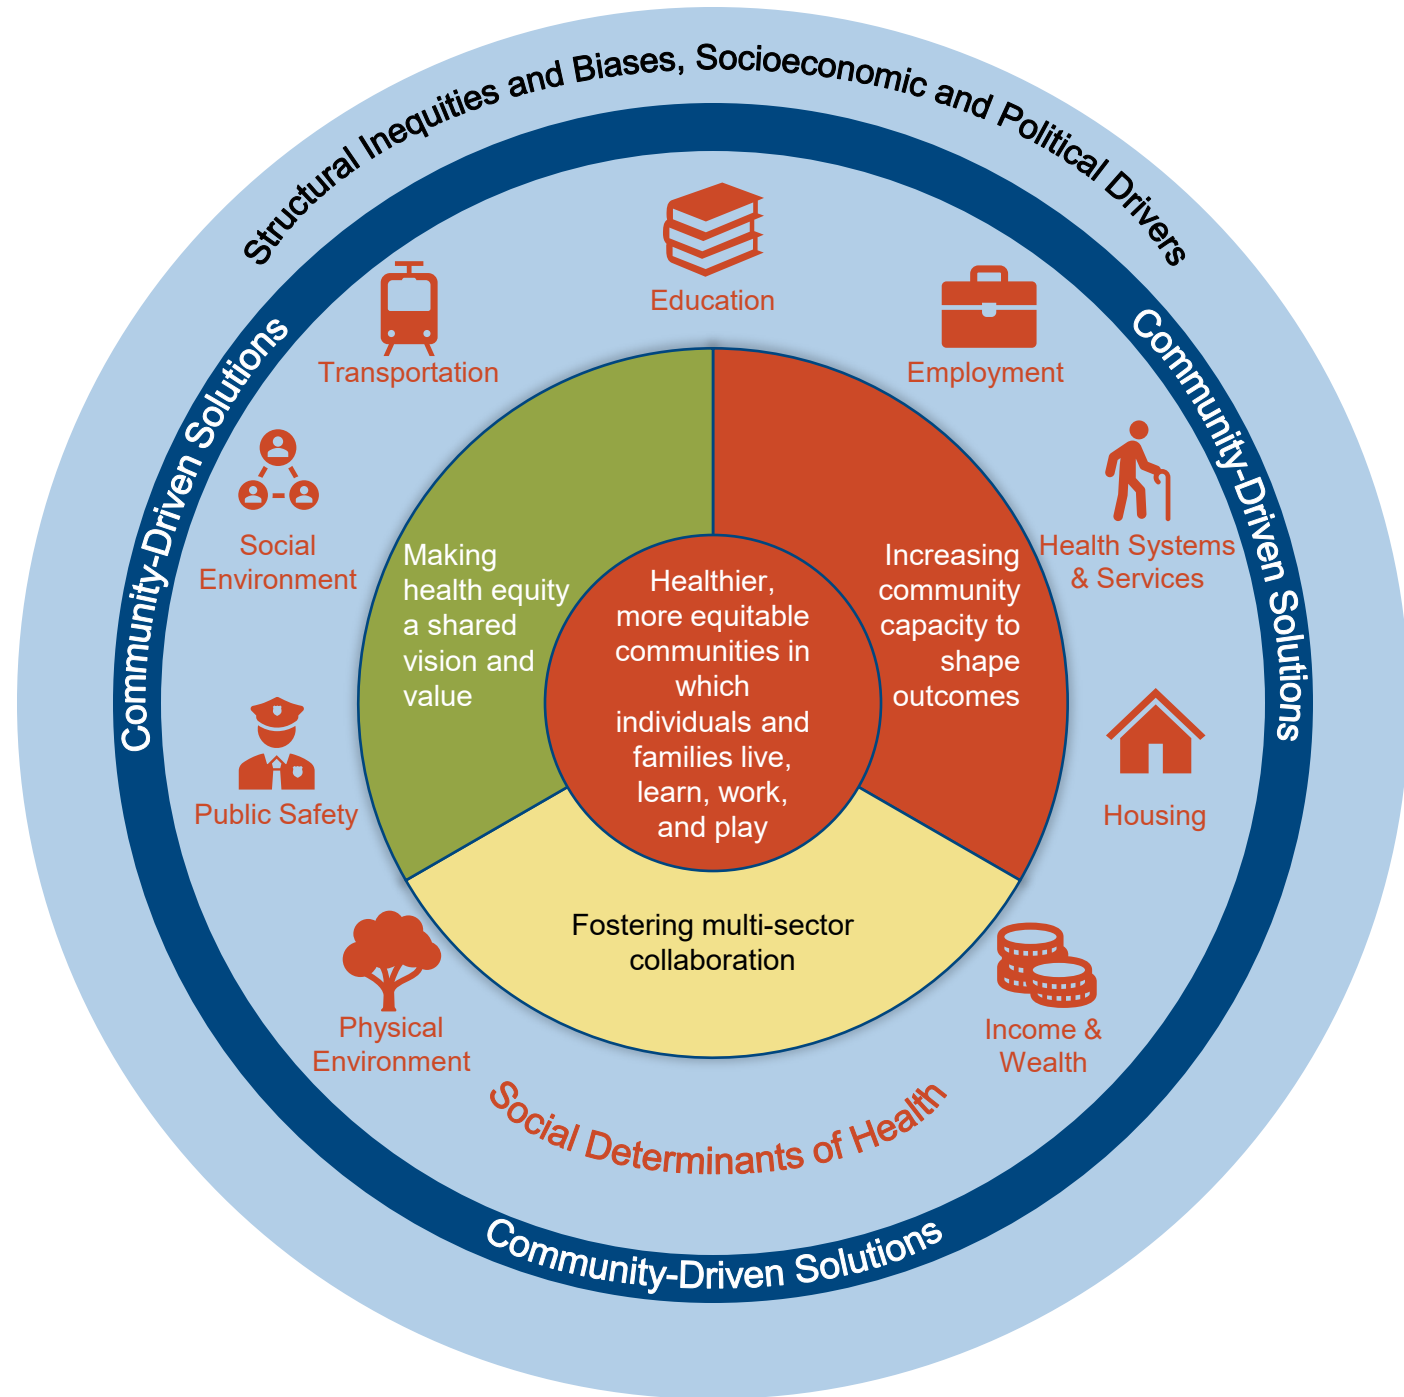 Structural Inequities and Biases, Socioeconomic and Political Drivers
Community-Driven Solutions
Community-Driven Solutions
Education
Transportation
Employment
Social
Environment
Health Systems
& Services
Making
health equity
a shared
vision and
value
Healthier,
more equitable
communities in
which
individuals and
families live,
learn, work,
and play
Increasing
community
capacity to
shape
outcomes
Public Safety
Housing
Fostering multi-sector
collaboration
Physical
Environment
Income &
Wealth
Social Determinants of Health
Community-Driven Solutions